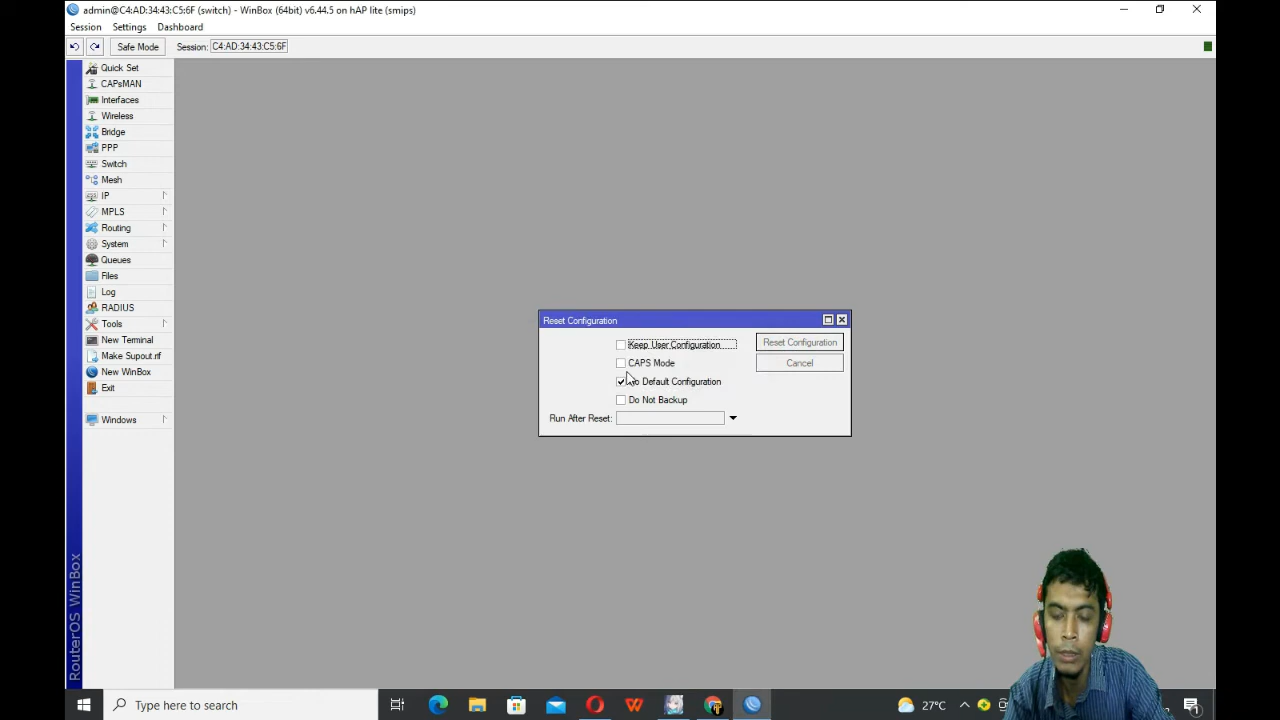 admin@C4:AD:34:43:C5:6F (switch) - WinBox (64bit) v6.44.5 on hAP lite (smips)
Session Settings Dashboard
Safe Mode Session: C4:AD:34:43:C5:6F
Quick Set
CAPsMAN
Interfaces
Wireless
Bridge
PPP
Switch
Mesh
IP
MPLS
Routing
System
Queues
Files
Log
RADIUS
Tools
New Terminal
Make Supout.rif
New WinBox
Exit
Windows
RouterOS WinBox
Reset Configuration
Keep User Configuration
CAPS Mode
Default Configuration
Do Not Backup
Run After Reset:
Reset Configuration
Cancel
Type here to search
27°C
1